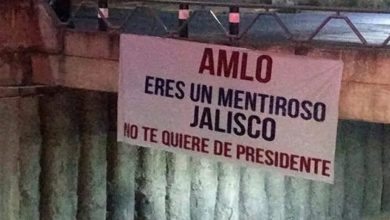 AMLO
ERES UN MENTIROSO
JALISCO
NO TE QUIERE DE PRESIDENTE